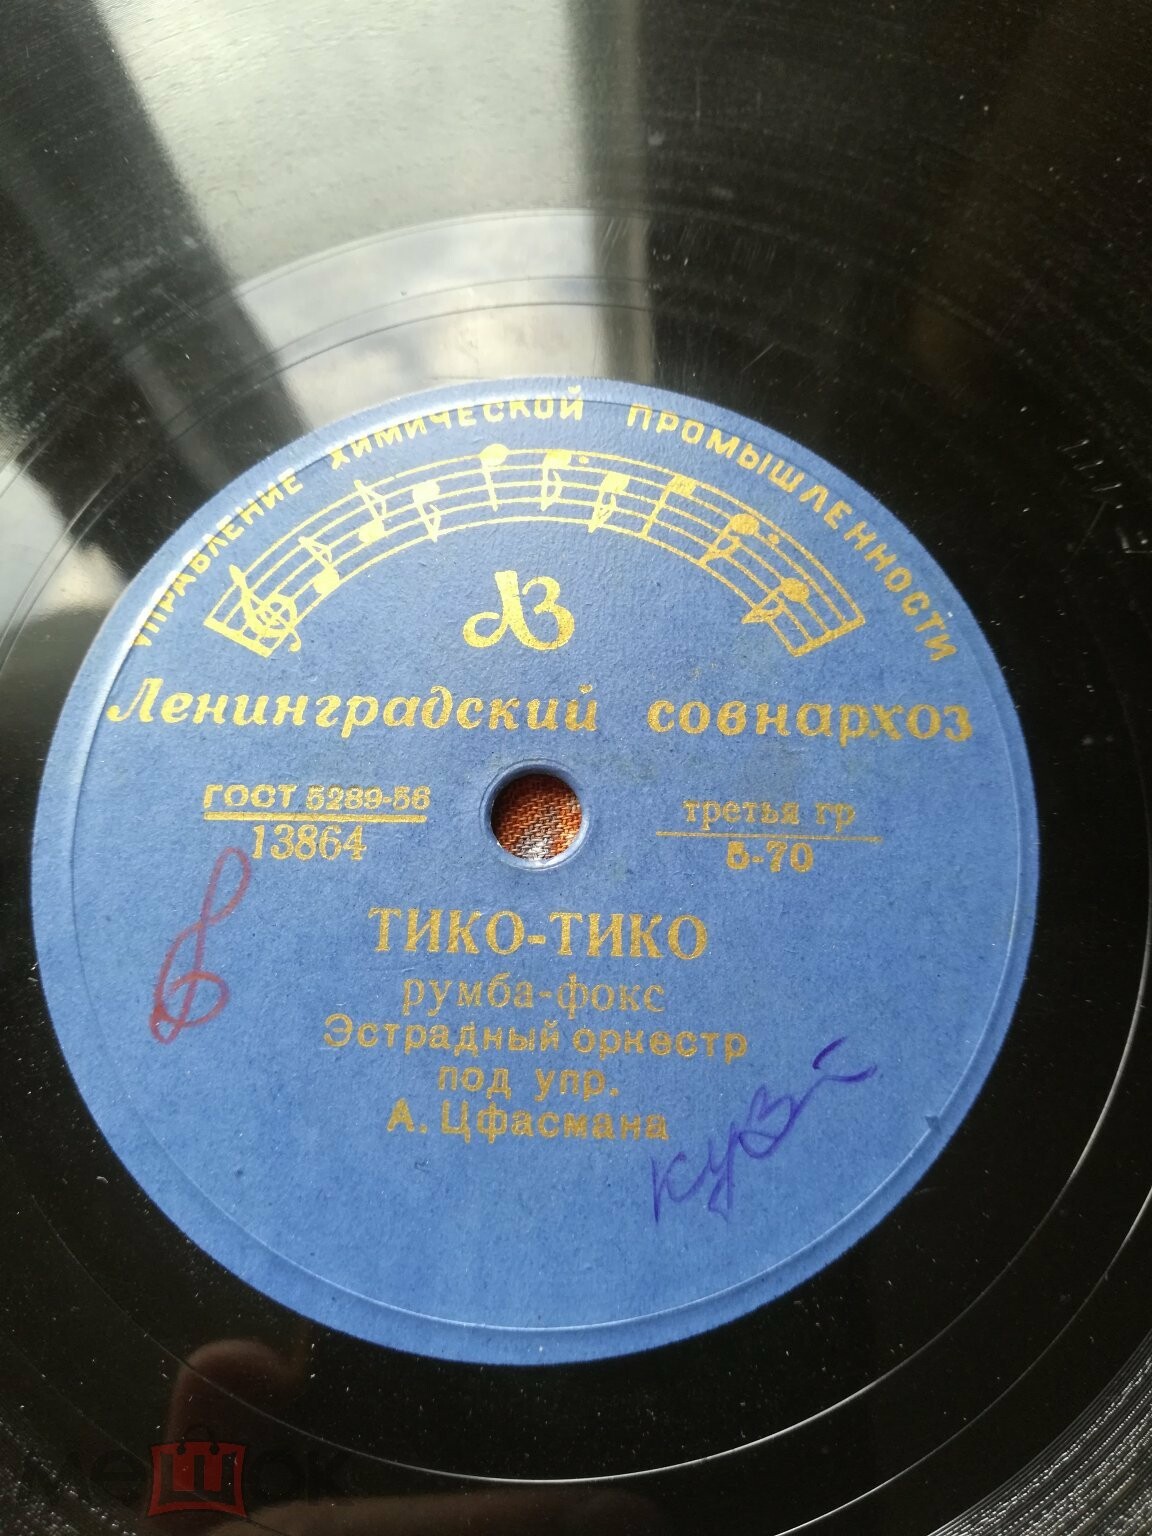 УПРАВЛЕНИЕ ХИМИЧЕСКОЙ ПРОМЫШЛЕННОСТИ
Ленинградский совнархоз
ГОСТ 5289-56
13864
третья гр
5-70
ТИКО-ТИКО
румба-фокс
Эстрадный оркестр
под упр.
А. Цфасмана
мешок